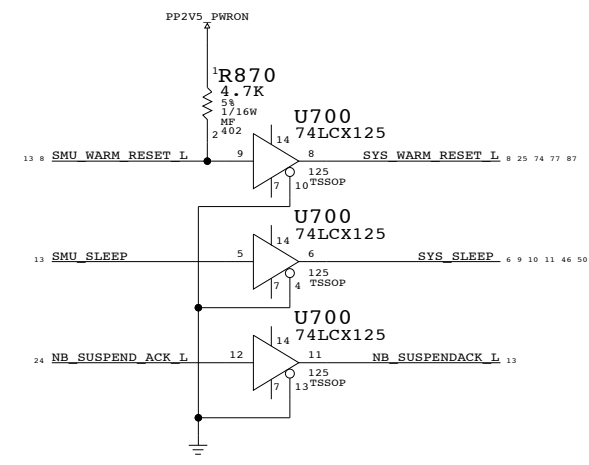 PP2V5_PWRON
1
R870
4.7K
5%
1/16W
MF
402
2
U700
74LCX125
14
13 8 SMU_WARM_RESET_L 9 8 SYS_WARM_RESET_L 8 25 74 77 87
125
7 10 TSSOP
U700
74LCX125
14
13 SMU_SLEEP 5 6 SYS_SLEEP 6 9 10 11 46 50
125
7 4 TSSOP
U700
74LCX125
14
24 NB_SUSPEND_ACK_L 12 11 NB_SUSPENDACK_L 13
125
7 13 TSSOP